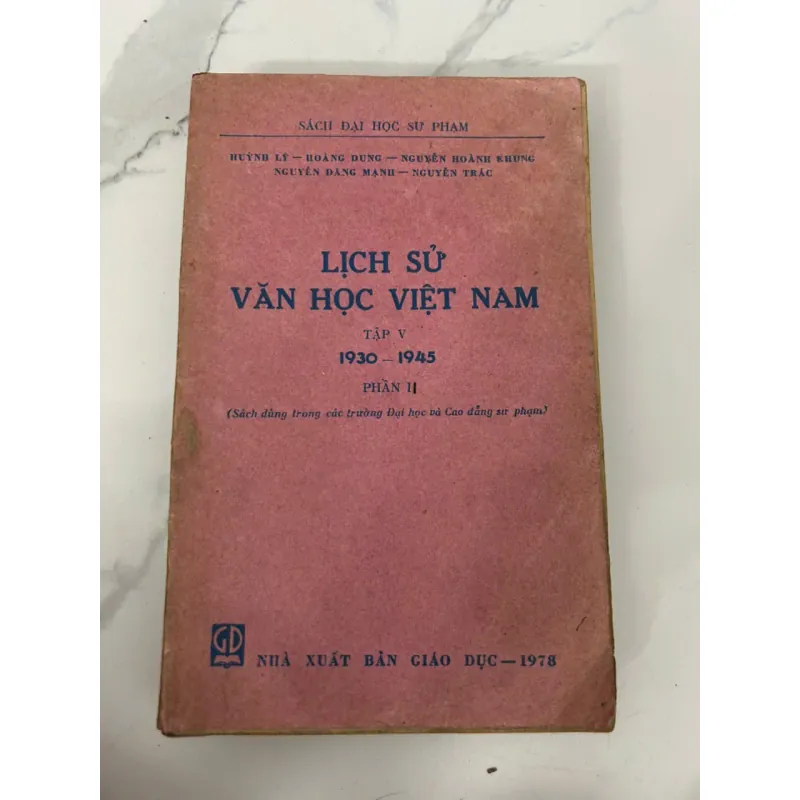 SÁCH ĐẠI HỌC SƯ PHẠM
HUỲNH LÝ — HOÀNG DUNG — NGUYỄN HOÀNH KHUNG
NGUYỄN ĐĂNG MẠNH — NGUYỄN TRÁC
LỊCH SỬ
VĂN HỌC VIỆT NAM
TẬP V
1930 — 1945
PHẦN II
(Sách dùng trong các trường Đại học và Cao đẳng sư phạm)
GD
NHÀ XUẤT BẢN GIÁO DỤC — 1978